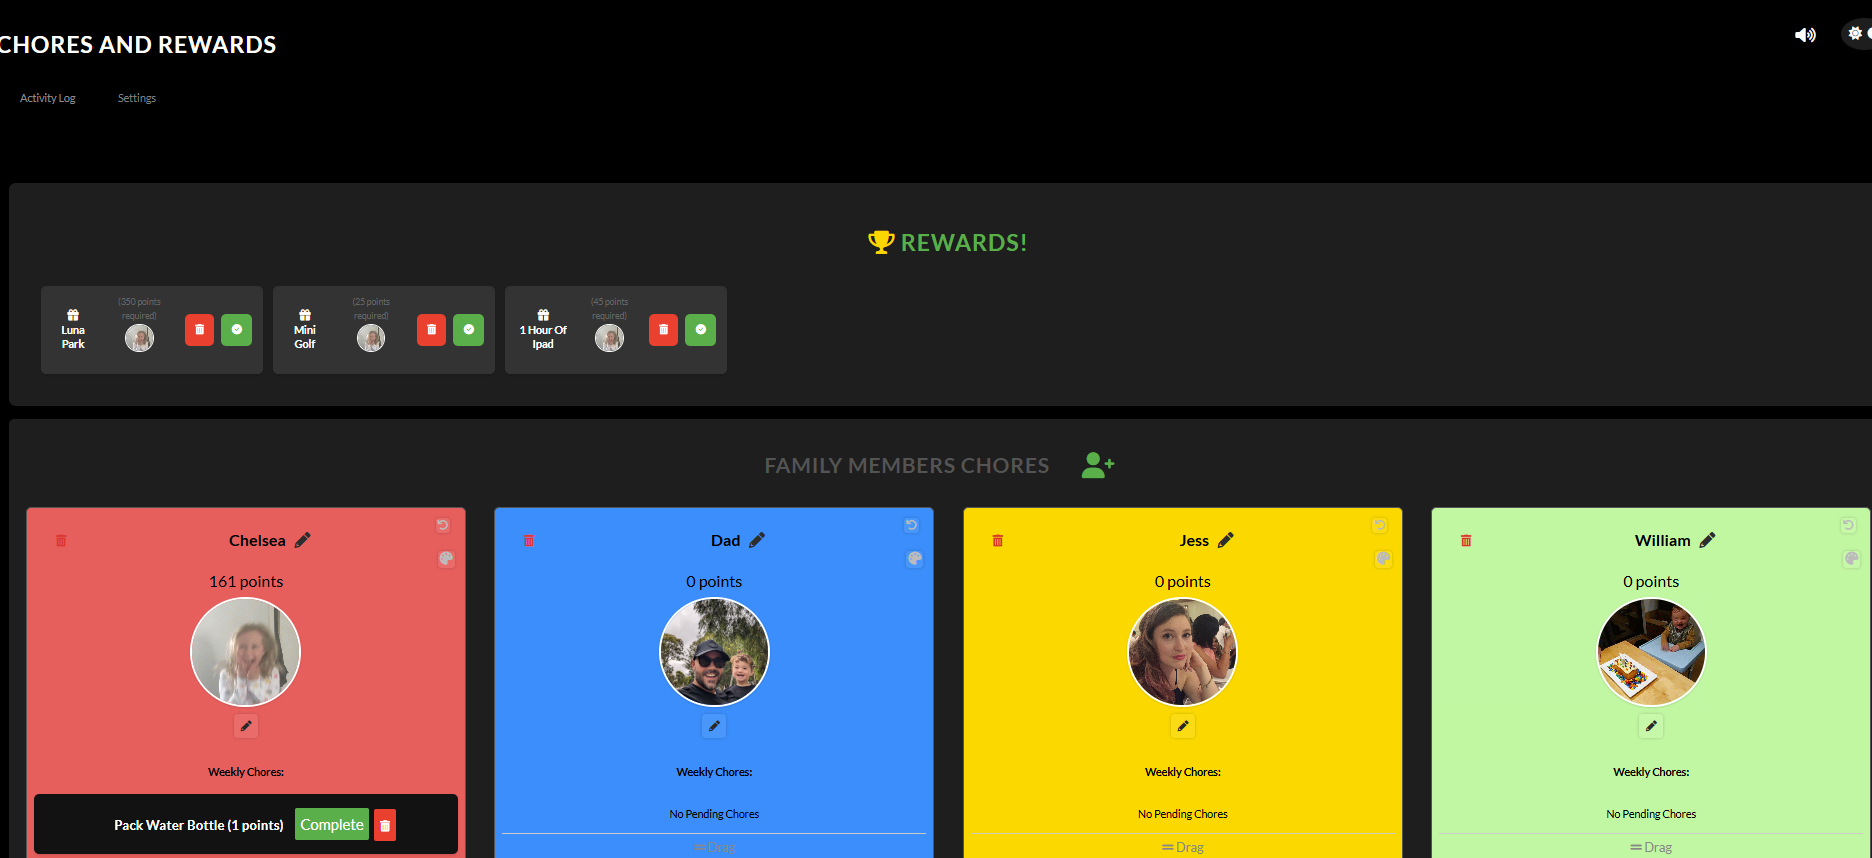 CHORES AND REWARDS
Activity Log
Settings
REWARDS!
Luna
Park
(350 points
required)
Mini
Golf
(25 points
required)
1 Hour Of
Ipad
(45 points
required)
FAMILY MEMBERS CHORES
Chelsea
161 points
Weekly Chores:
Pack Water Bottle (1 points)
Complete
Dad
0 points
Weekly Chores:
No Pending Chores
Drag
Jess
0 points
Weekly Chores:
No Pending Chores
Drag
William
0 points
Weekly Chores:
No Pending Chores
Drag